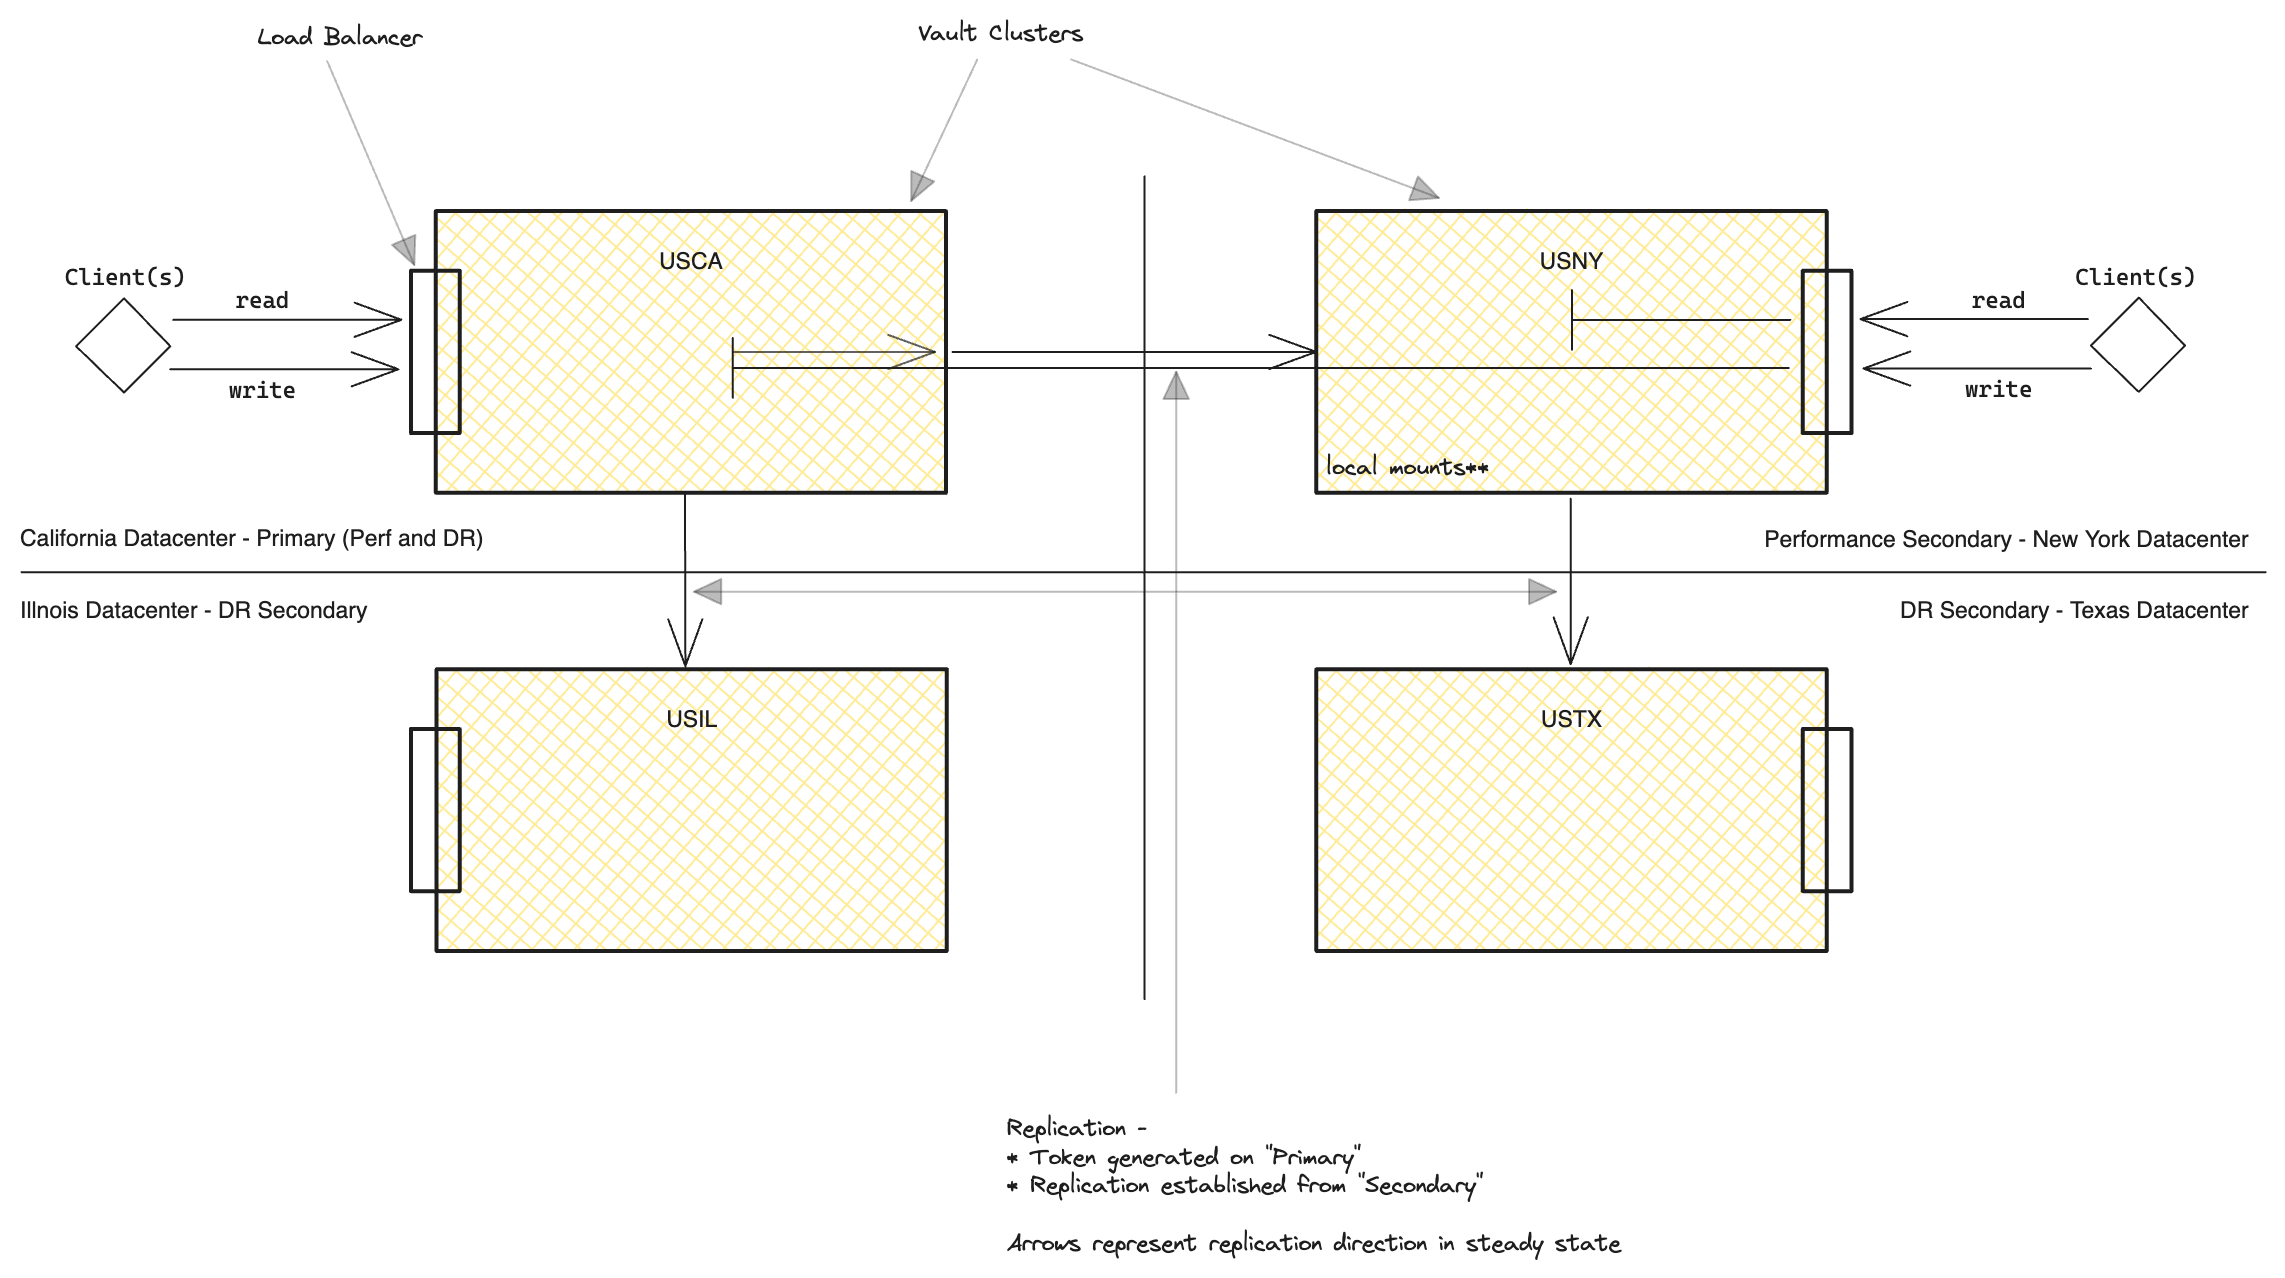 Load Balancer
Vault Clusters
USCA
USNY
Client(s)
Client(s)
read
read
write
write
local mounts**
California Datacenter - Primary (Perf and DR)
Performance Secondary - New York Datacenter
Illnois Datacenter - DR Secondary
DR Secondary - Texas Datacenter
USIL
USTX
Replication -
* Token generated on "Primary"
* Replication established from "Secondary"
Arrows represent replication direction in steady state